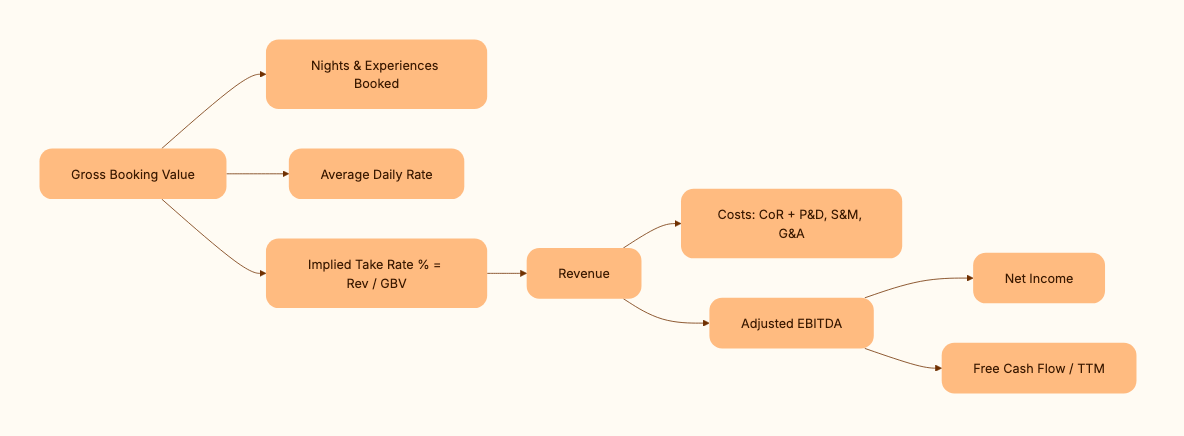 Nights & Experiences
Booked
Gross Booking Value
Average Daily Rate
Implied Take Rate % =
Rev / GBV
Revenue
Costs: CoR + P&D, S&M,
G&A
Adjusted EBITDA
Net Income
Free Cash Flow / TTM